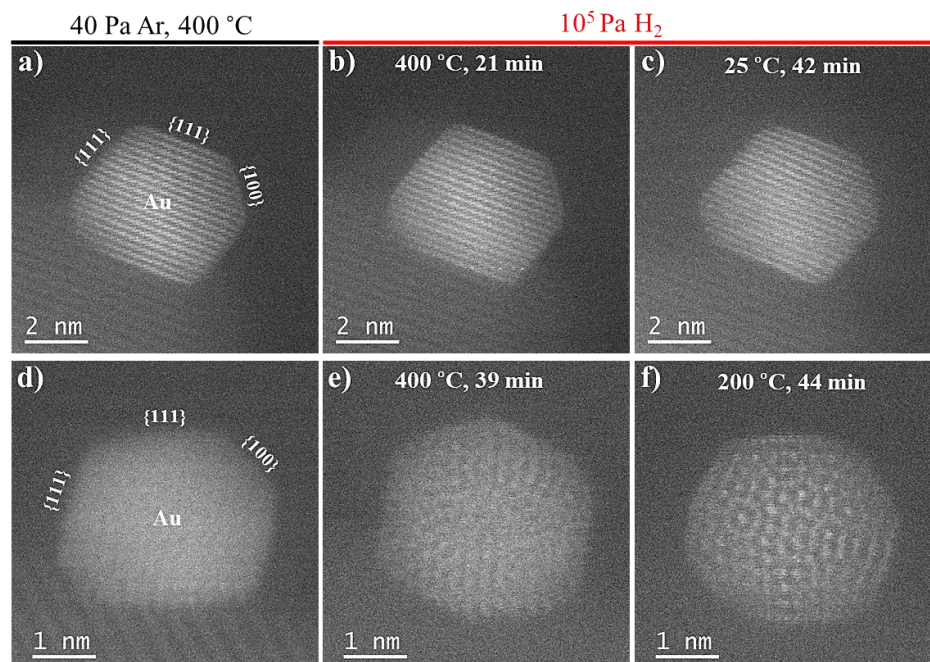 40 Pa Ar, 400 °C
10⁵ Pa H₂
a)
{111}
{111}
{100}
Au
2 nm
b)
400 °C, 21 min
2 nm
c)
25 °C, 42 min
2 nm
d)
{111}
{100}
{111}
Au
1 nm
e)
400 °C, 39 min
1 nm
f)
200 °C, 44 min
1 nm